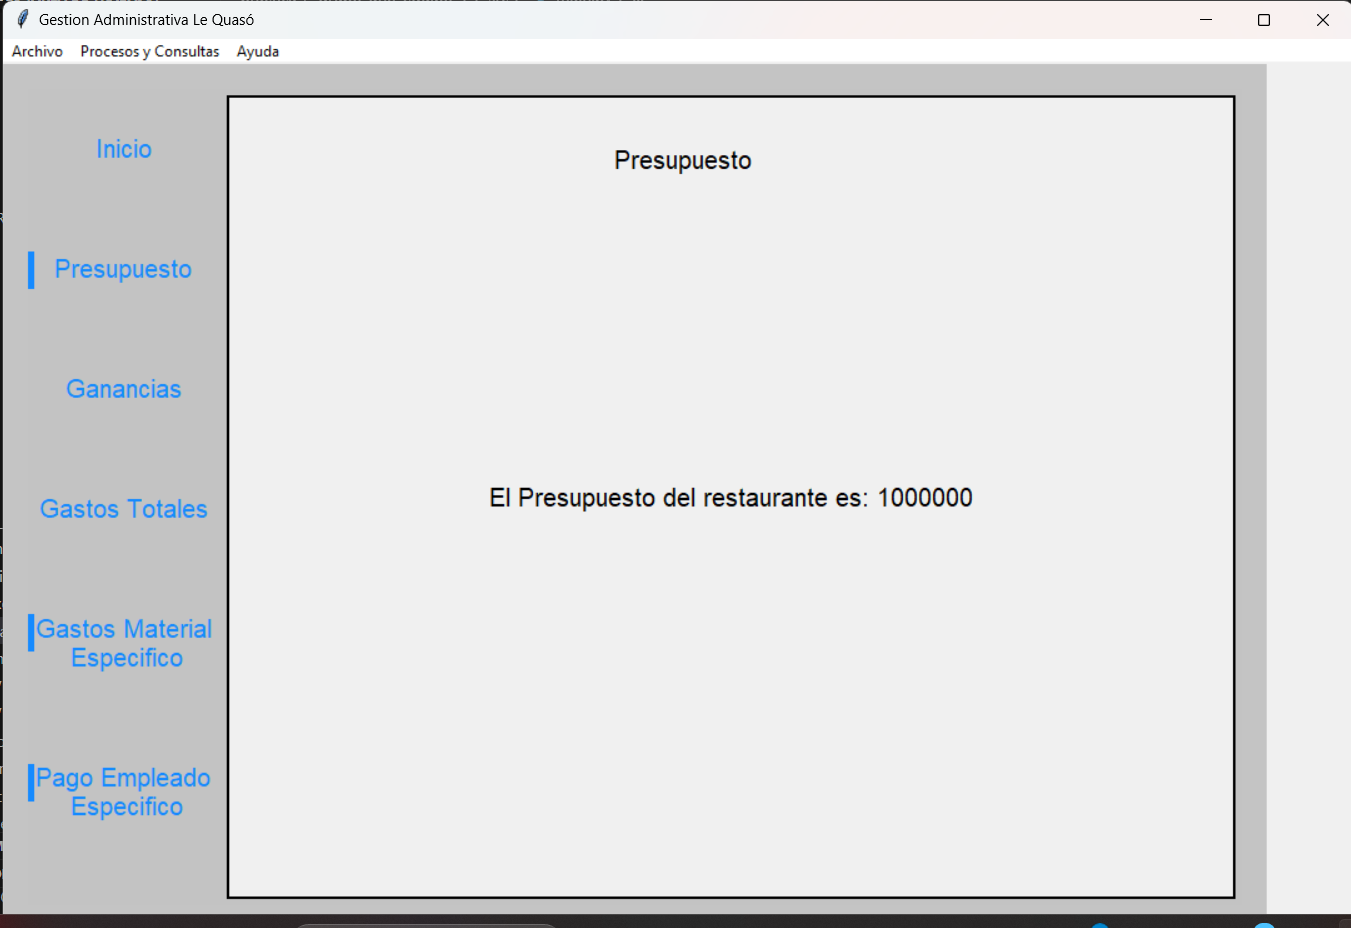 Gestion Administrativa Le Quasó
Archivo Procesos y Consultas Ayuda
Inicio
Presupuesto
Ganancias
Gastos Totales
Gastos Material
Especifico
Pago Empleado
Especifico
Presupuesto
El Presupuesto del restaurante es: 1000000